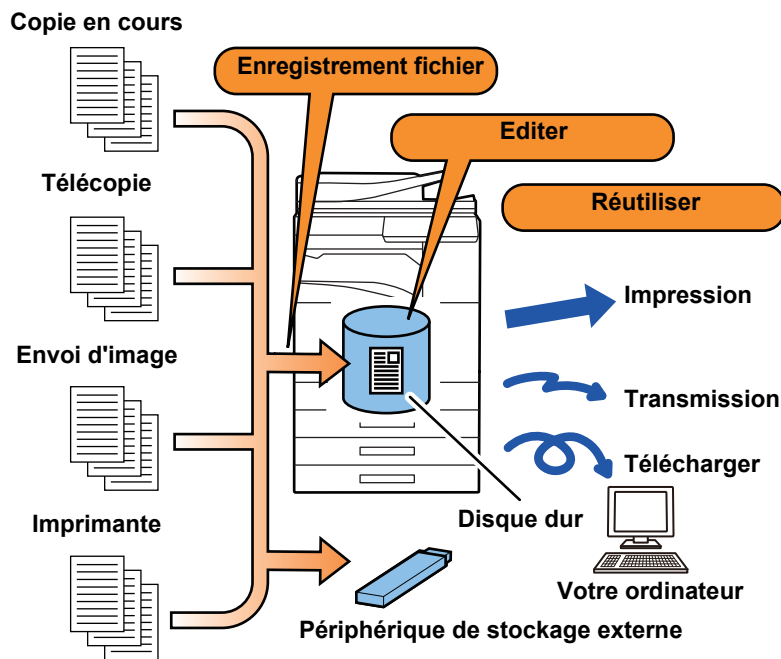 Copie en cours
Enregistrement fichier
Editer
Télécopie
Réutiliser
Impression
Envoi d'image
Transmission
Télécharger
Imprimante
Disque dur
Votre ordinateur
Périphérique de stockage externe